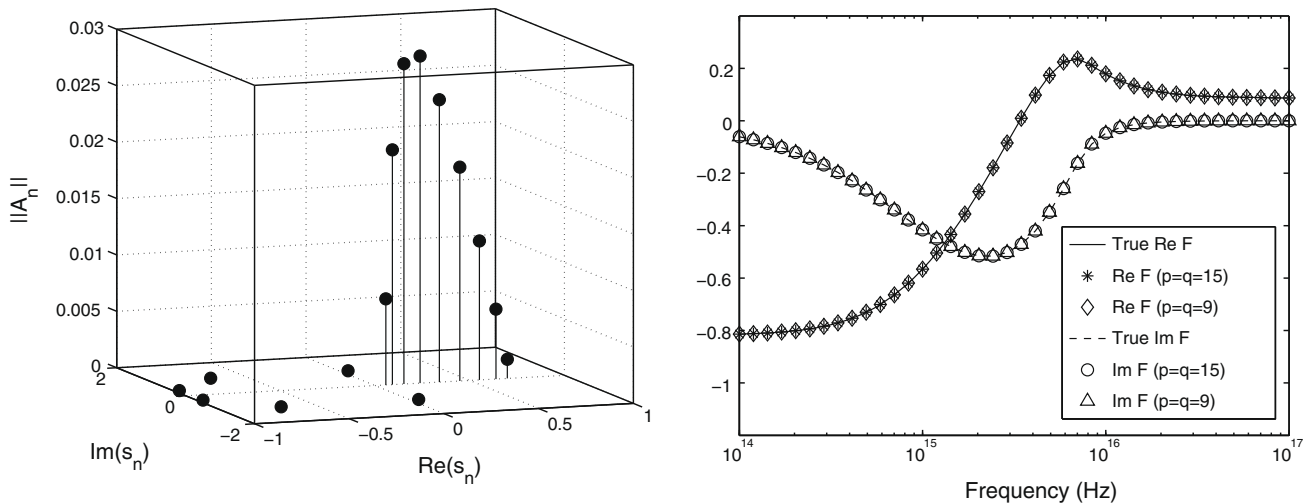 0.03
0.025
0.02
0.015
0.01
0.005
0
||A_n||
2
0
−2
Im(s_n)
−1
−0.5
0
0.5
1
Re(s_n)
0.2
0
−0.2
−0.4
−0.6
−0.8
−1
10^14
10^15
10^16
10^17
Frequency (Hz)
True Re F
Re F (p=q=15)
Re F (p=q=9)
True Im F
Im F (p=q=15)
Im F (p=q=9)